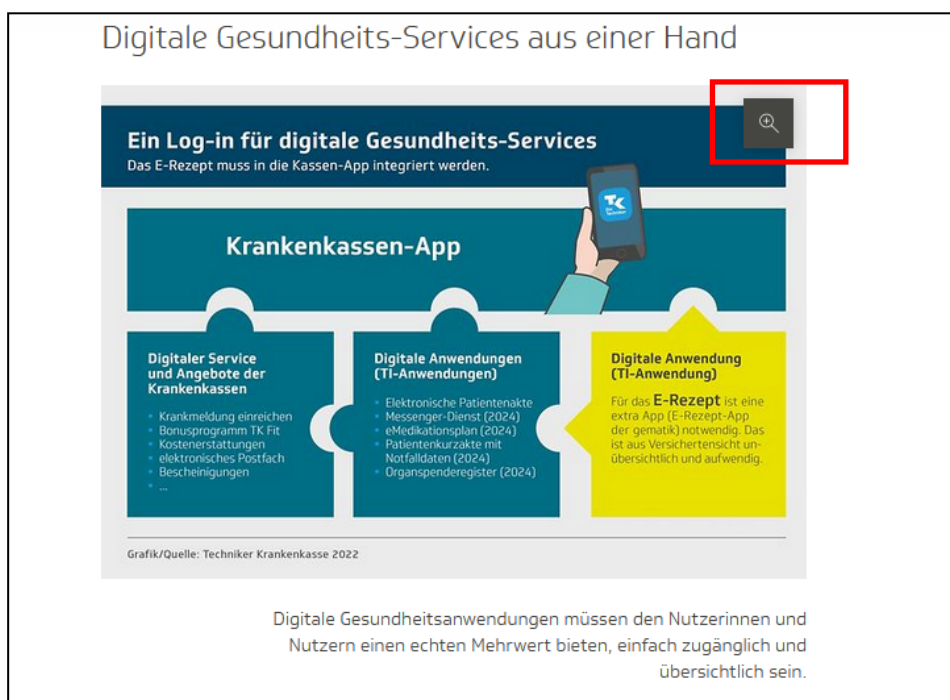 Digitale Gesundheits-Services aus einer Hand
Ein Log-in für digitale Gesundheits-Services
Das E-Rezept muss in die Kassen-App integriert werden.
TK
Die
Techniker
Krankenkassen-App
Digitaler Service
und Angebote der
Krankenkassen
• Krankmeldung einreichen
• Bonusprogramm TK Fit
• Kostenerstattungen
• elektronisches Postfach
• Bescheinigungen
• ...
Digitale Anwendungen
(TI-Anwendungen)
• Elektronische Patientenakte
• Messenger-Dienst (2024)
• eMedikationsplan (2024)
• Patientenkurzakte mit
Notfalldaten (2024)
• Organspenderegister (2024)
Digitale Anwendung
(TI-Anwendung)
Für das E-Rezept ist eine
extra App (E-Rezept-App
der gematik) notwendig. Das
ist aus Versichertensicht un-
übersichtlich und aufwendig.
Grafik/Quelle: Techniker Krankenkasse 2022
Digitale Gesundheitsanwendungen müssen den Nutzerinnen und
Nutzern einen echten Mehrwert bieten, einfach zugänglich und
übersichtlich sein.